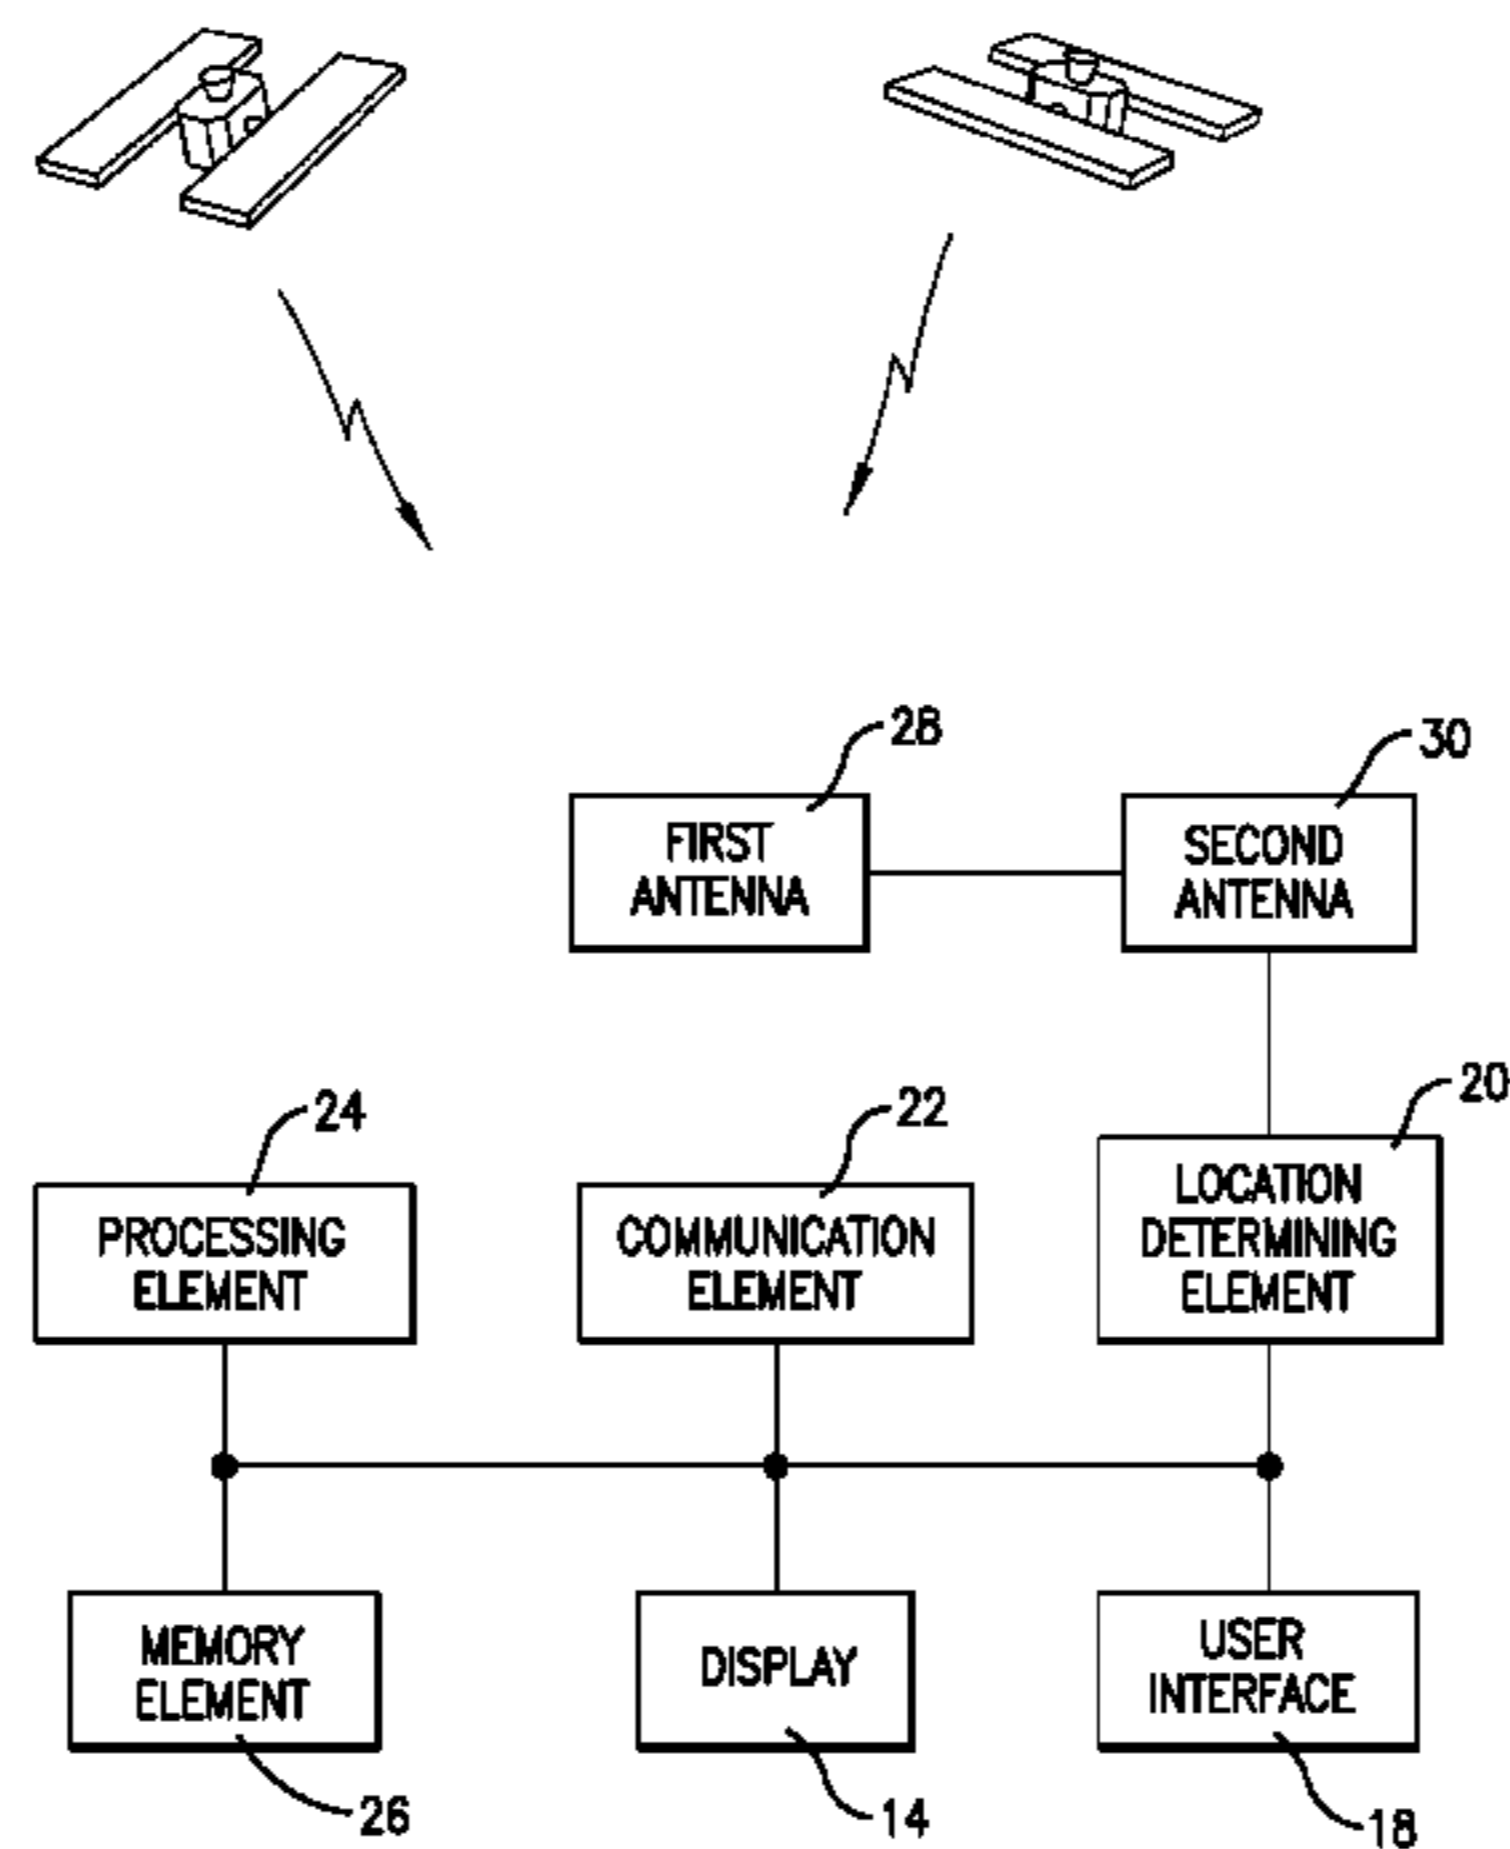 28
30
FIRST
ANTENNA
SECOND
ANTENNA
24
22
20
PROCESSING
ELEMENT
COMMUNICATION
ELEMENT
LOCATION
DETERMINING
ELEMENT
MEMORY
ELEMENT
DISPLAY
USER
INTERFACE
26
14
18